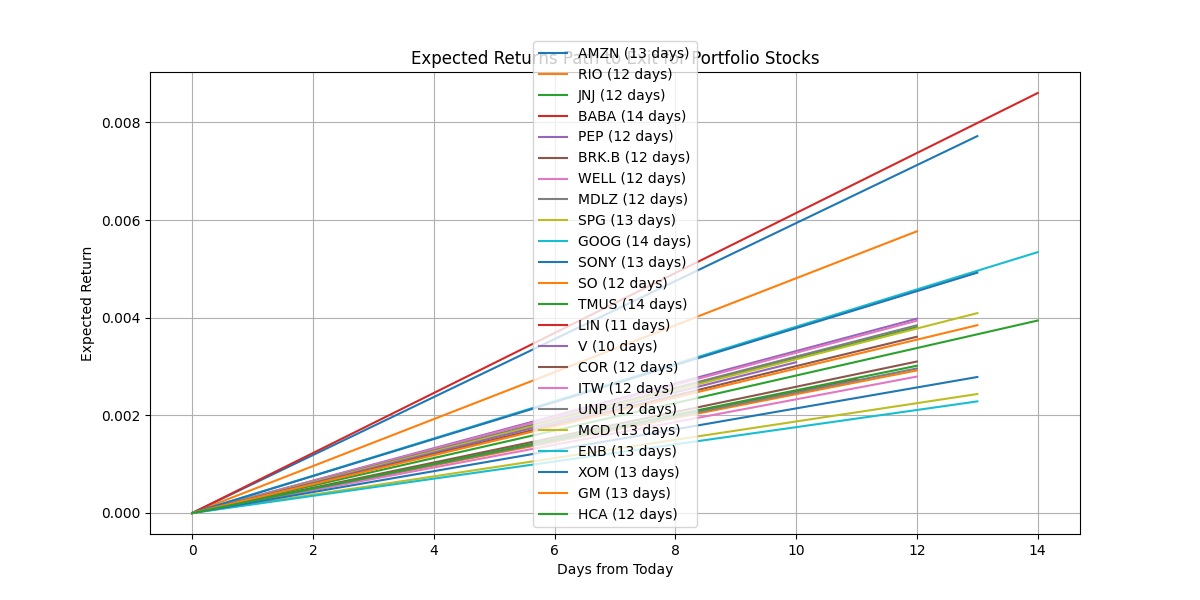 Expected Returns Path to Exit for Portfolio Stocks
AMZN (13 days)
RIO (12 days)
JNJ (12 days)
BABA (14 days)
PEP (12 days)
BRK.B (12 days)
WELL (12 days)
MDLZ (12 days)
SPG (13 days)
GOOG (14 days)
SONY (13 days)
SO (12 days)
TMUS (14 days)
LIN (11 days)
V (10 days)
COR (12 days)
ITW (12 days)
UNP (12 days)
MCD (13 days)
ENB (13 days)
XOM (13 days)
GM (13 days)
HCA (12 days)
Expected Return
0.008
0.006
0.004
0.002
0.000
0 2 4 6 8 10 12 14
Days from Today